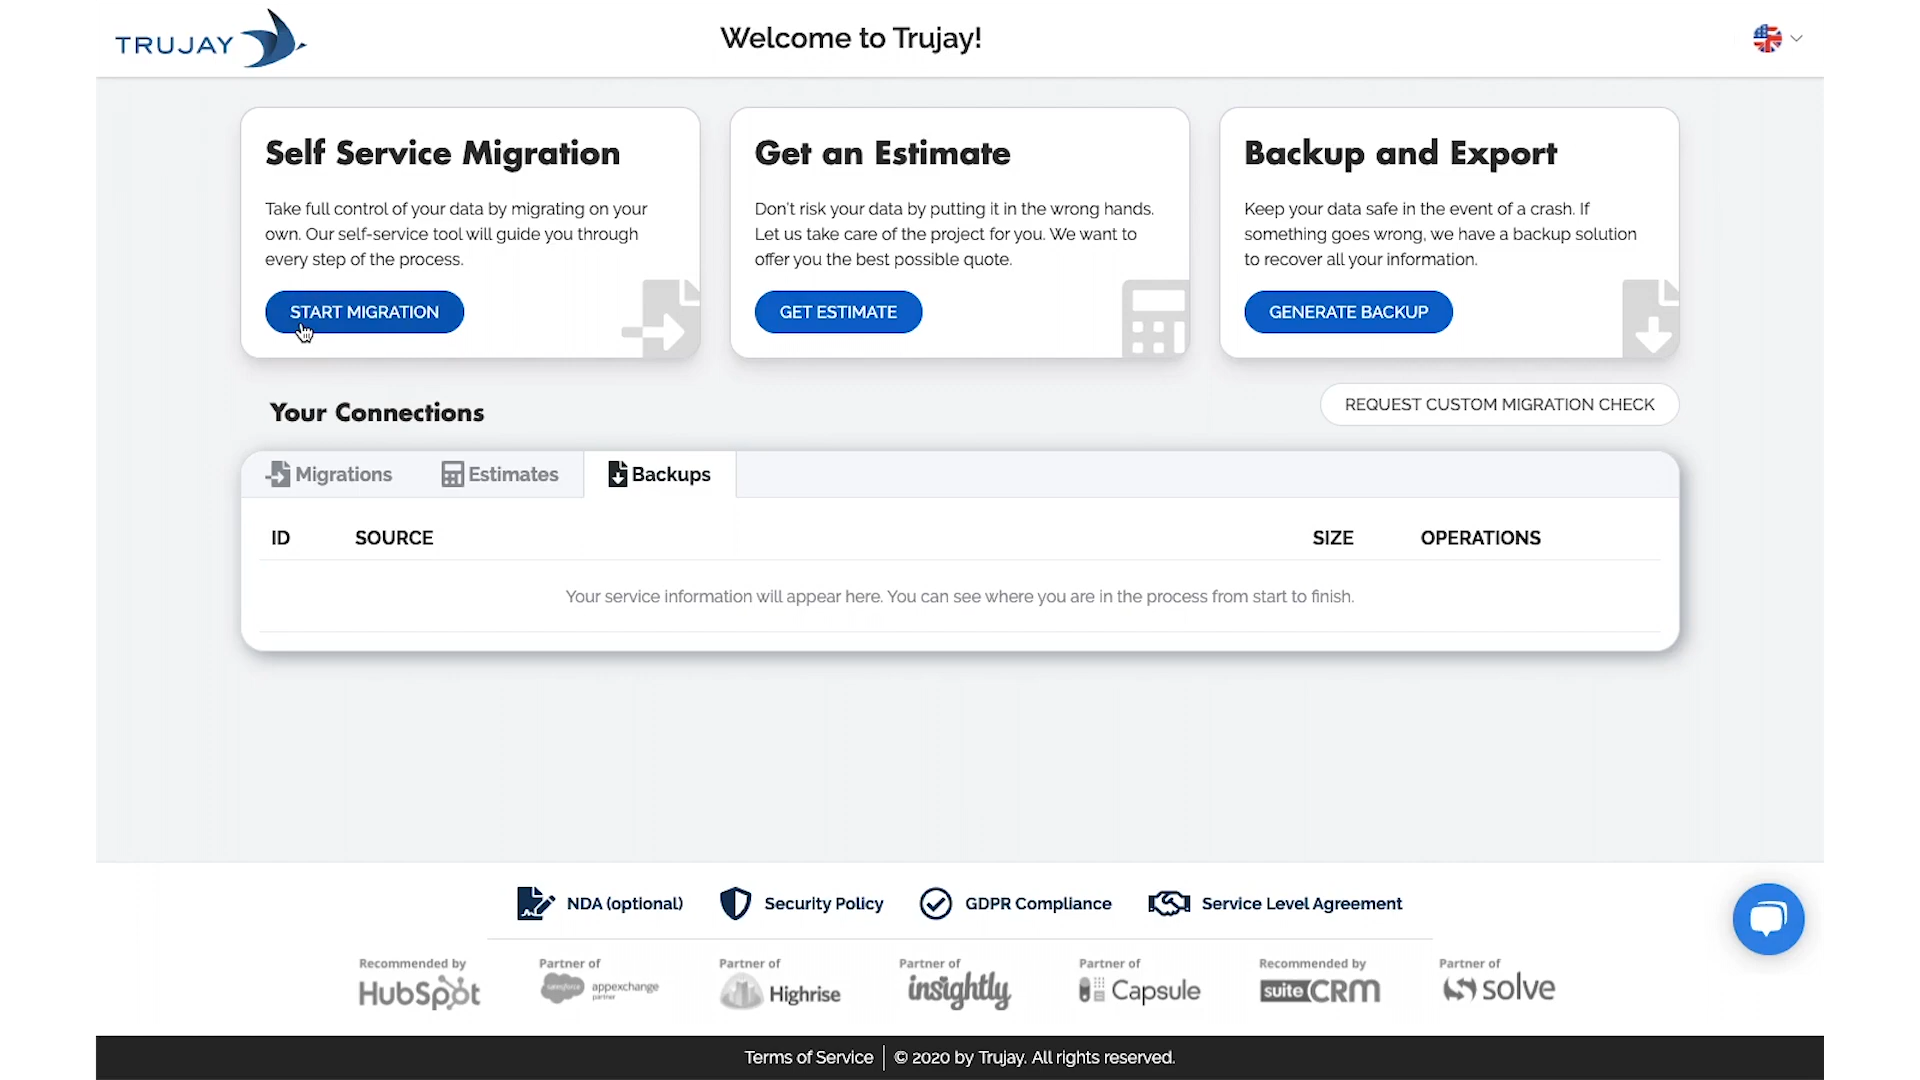 TRUJAY
Welcome to Trujay!
Self Service Migration
Take full control of your data by migrating on your
own. Our self-service tool will guide you through
every step of the process.
START MIGRATION
Get an Estimate
Don't risk your data by putting it in the wrong hands.
Let us take care of the project for you. We want to
offer you the best possible quote.
GET ESTIMATE
Backup and Export
Keep your data safe in the event of a crash. If
something goes wrong, we have a backup solution
to recover all your information.
GENERATE BACKUP
Your Connections
REQUEST CUSTOM MIGRATION CHECK
Migrations
Estimates
Backups
ID SOURCE SIZE OPERATIONS
Your service information will appear here. You can see where you are in the process from start to finish.
NDA (optional)
Security Policy
GDPR Compliance
Service Level Agreement
Recommended by
HubSpot
Partner of
salesforce
appexchange
partner
Partner of
Highrise
Partner of
insightly
Partner of
Capsule
Recommended by
suiteCRM
Partner of
solve
Terms of Service
© 2020 by Trujay. All rights reserved.